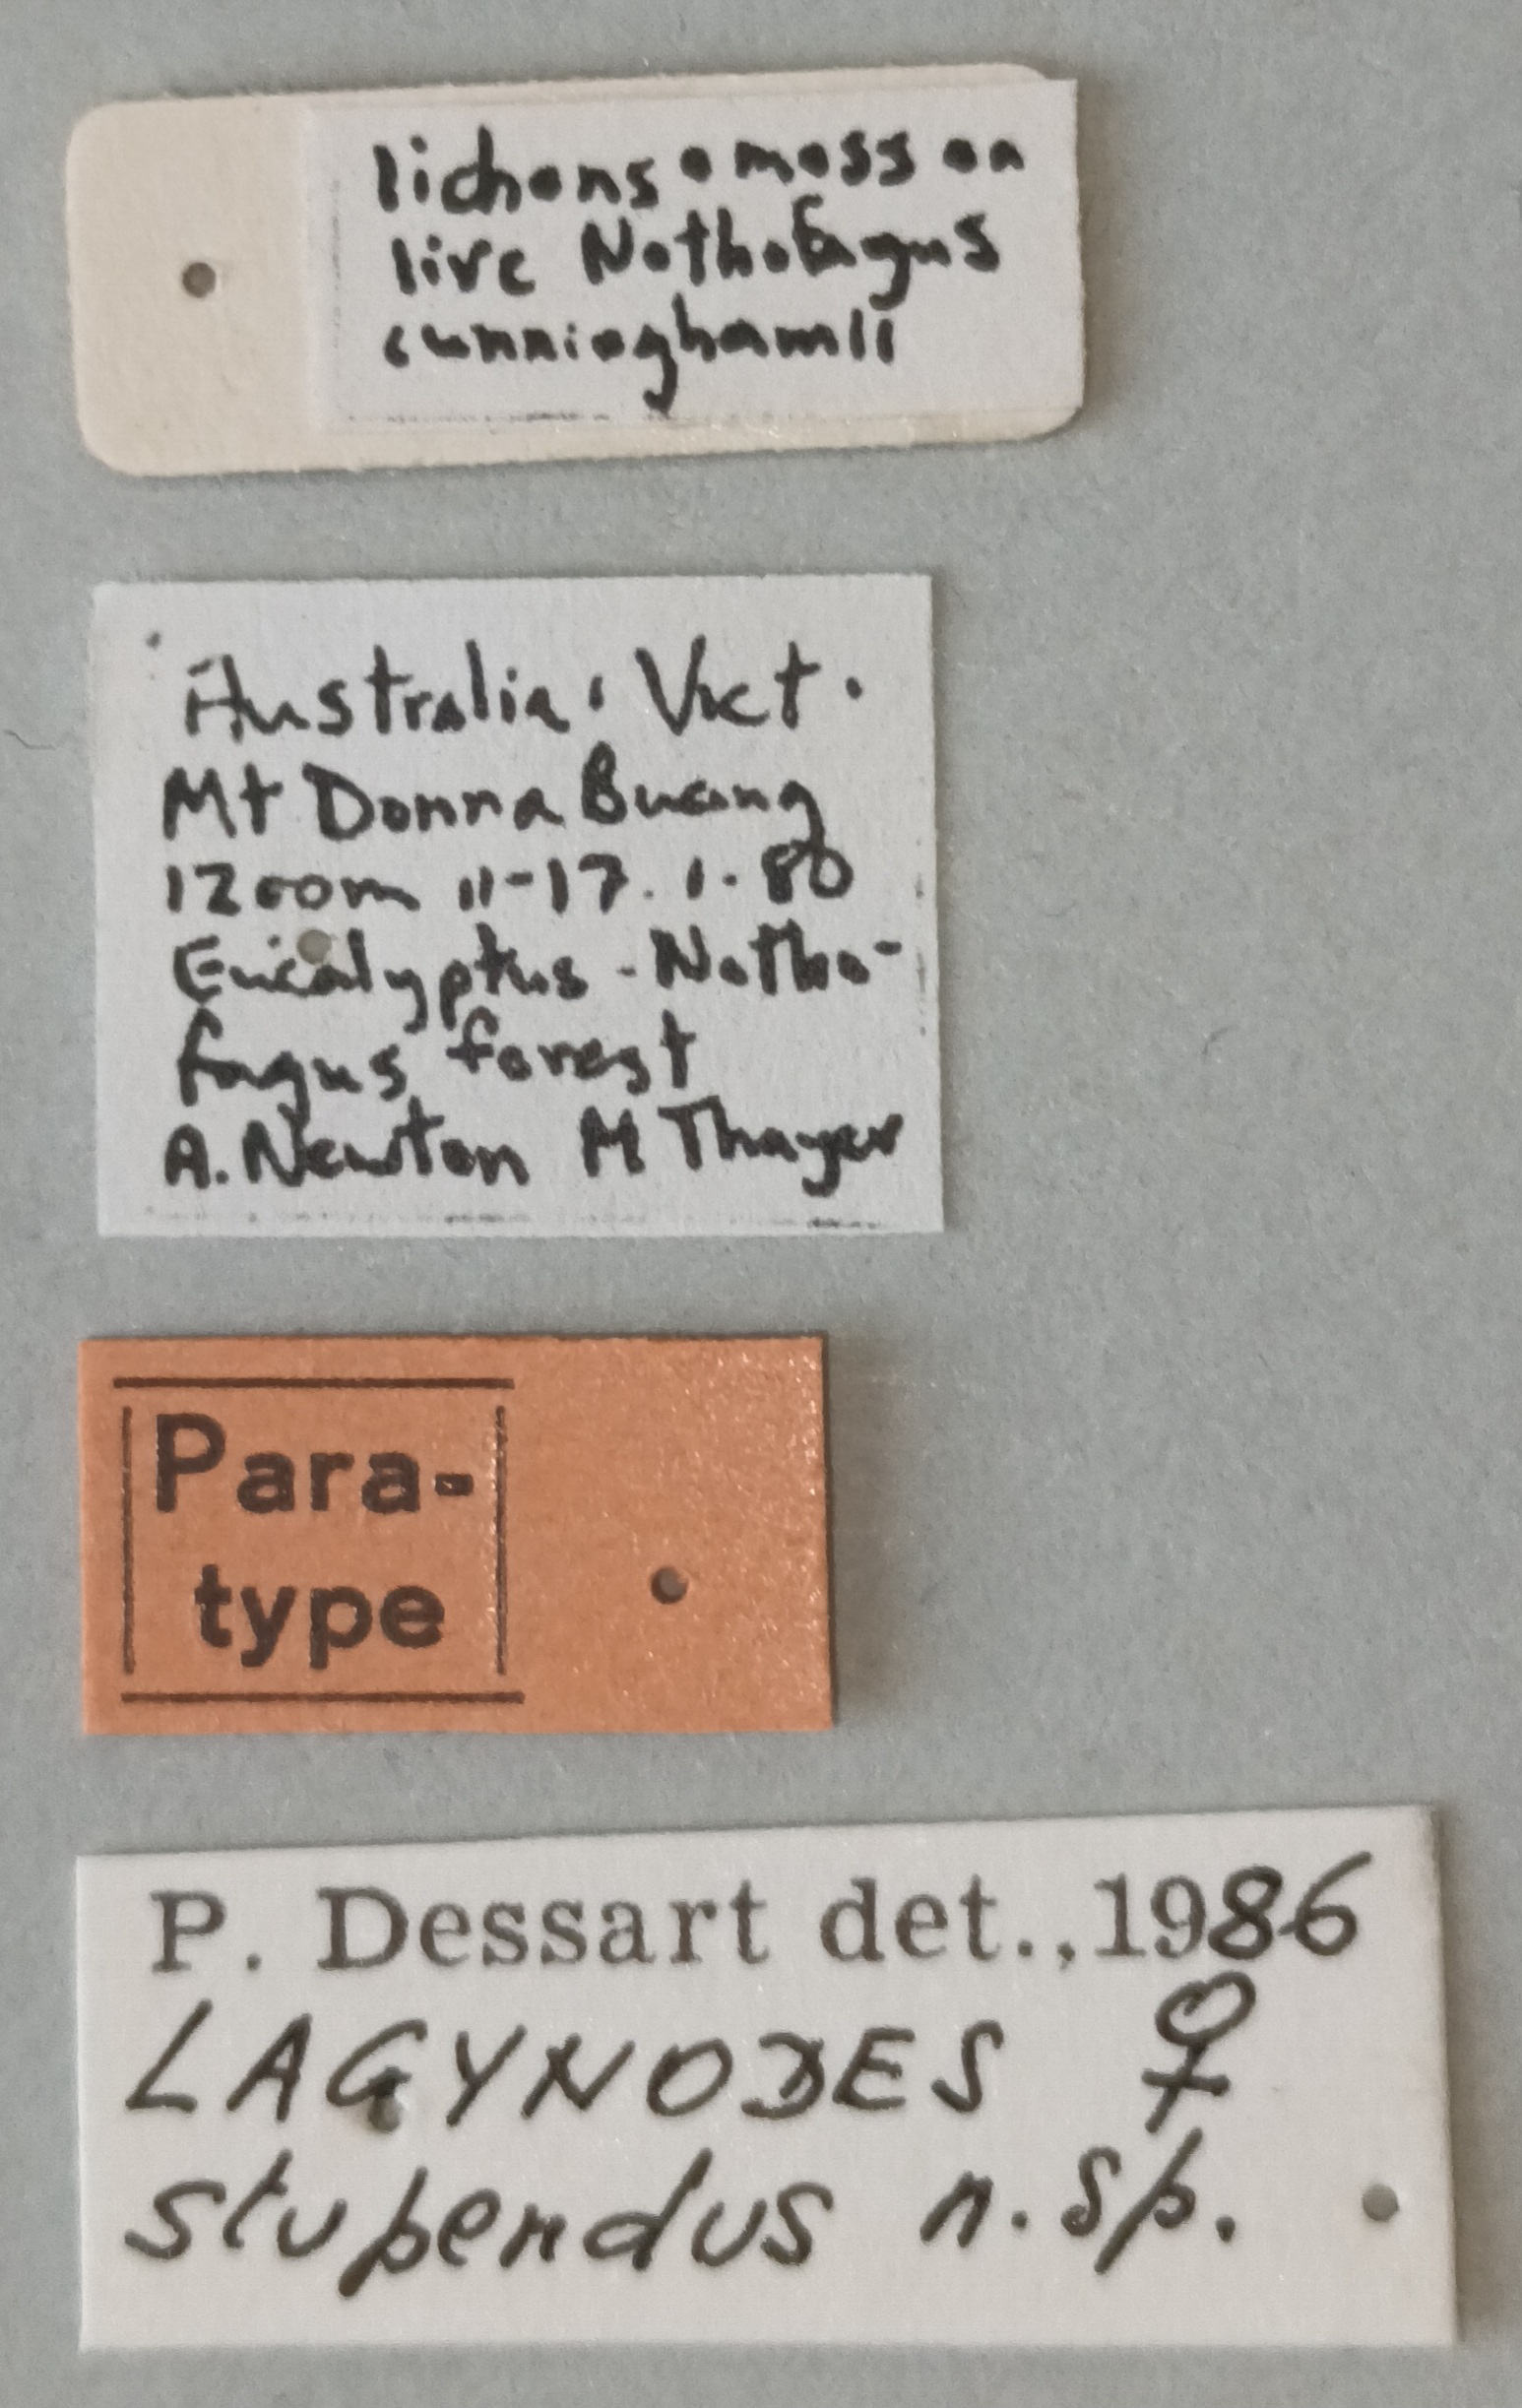 lichens & moss on
live Nothofagus
cunninghamii
Australia: Vict.
Mt Donna Buang
1200m 11-17.1.80
Eucalyptus-Notho-
fagus forest
A. Newton M Thayer
Para-
type
P. Dessart det., 1986
LAGYNODES ♀
stupendus n.sp.